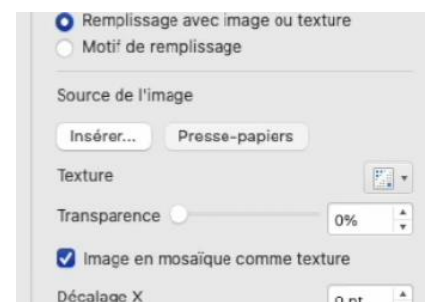 Remplissage avec image ou texture
Motif de remplissage
Source de l'image
Insérer... Presse-papiers
Texture
Transparence 0%
Image en mosaïque comme texture
Décalage X 0 pt